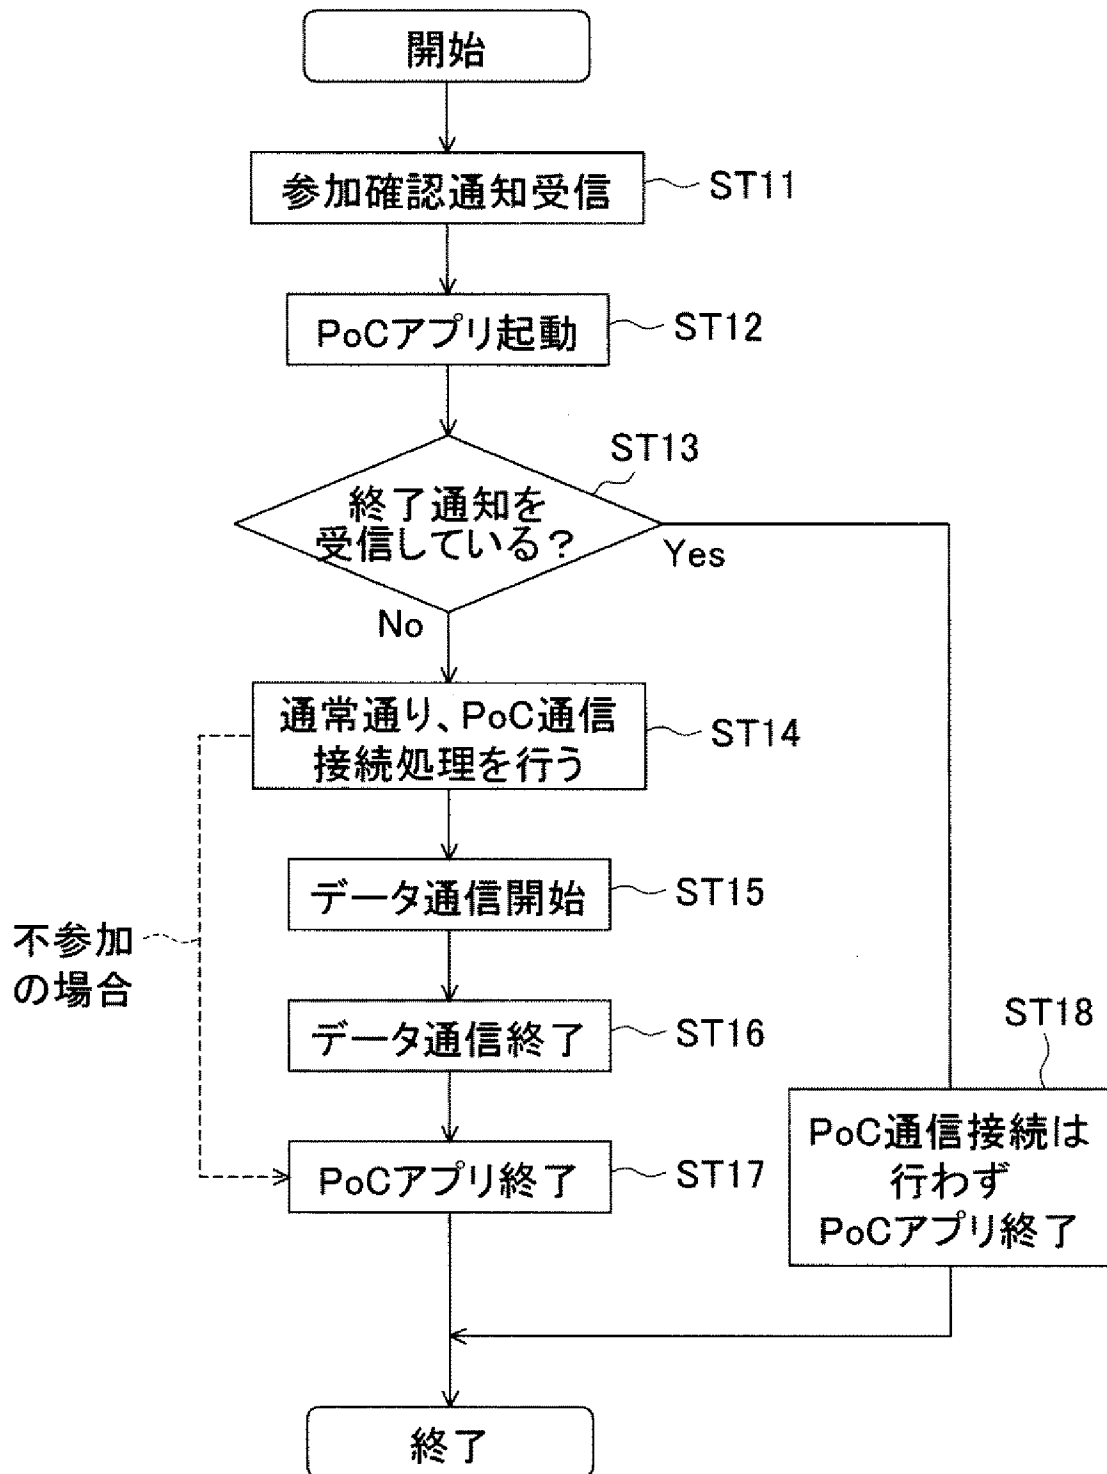 開始
参加確認通知受信
ST11
PoCアプリ起動
ST12
ST13
終了通知を
受信している?
Yes
No
通常通り、PoC通信
接続処理を行う
ST14
データ通信開始
ST15
不参加
の場合
データ通信終了
ST16
ST18
PoCアプリ終了
ST17
PoC通信接続は
行わず
PoCアプリ終了
終了